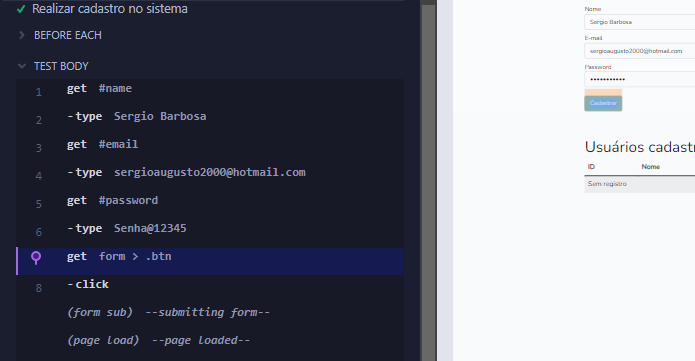 Realizar cadastro no sistema
BEFORE EACH
TEST BODY
1 get #name
2 -type Sergio Barbosa
3 get #email
4 -type sergioaugusto2000@hotmail.com
5 get #password
6 -type Senha@12345
get form > .btn
8 -click
(form sub) --submitting form--
(page load) --page loaded--
Nome
Sergio Barbosa
E-mail
sergioaugusto2000@hotmail.com
Password
•••••••••••
Cadastrar
Usuários cadastr
ID Nome
Sem registro